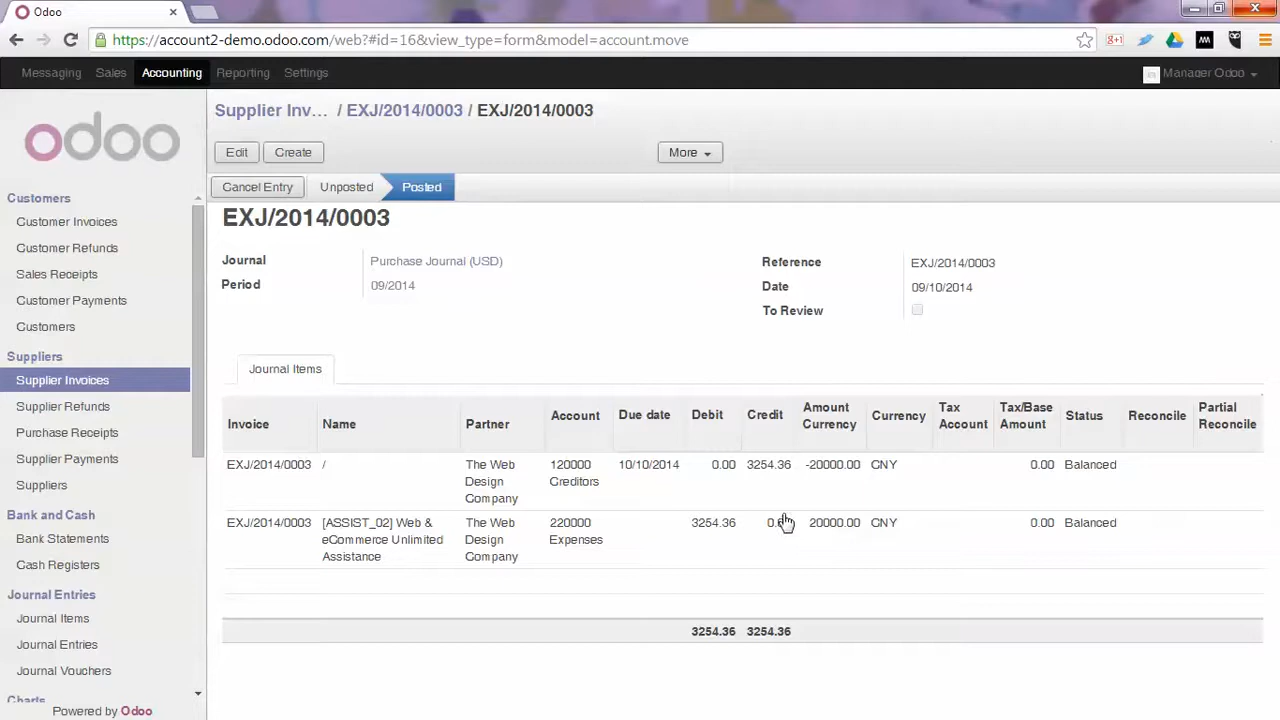 Odoo
https://account2-demo.odoo.com/web?#id=16&view_type=form&model=account.move
Messaging Sales Accounting Reporting Settings Manager Odoo
odoo
Supplier Inv... / EXJ/2014/0003 / EXJ/2014/0003
Edit Create More
Cancel Entry Unposted Posted
EXJ/2014/0003
Journal Purchase Journal (USD) Reference EXJ/2014/0003
Period 09/2014 Date 09/10/2014
To Review
Customers
Customer Invoices
Customer Refunds
Sales Receipts
Customer Payments
Customers
Suppliers
Supplier Invoices
Supplier Refunds
Purchase Receipts
Supplier Payments
Suppliers
Bank and Cash
Bank Statements
Cash Registers
Journal Entries
Journal Items
Journal Entries
Journal Vouchers
Charts
Powered by Odoo
Journal Items
Invoice Name Partner Account Due date Debit Credit Amount Currency Currency Tax Account Tax/Base Amount Status Reconcile Partial Reconcile
EXJ/2014/0003 / The Web Design Company 120000 Creditors 10/10/2014 0.00 3254.36 -20000.00 CNY 0.00 Balanced
EXJ/2014/0003 [ASSIST_02] Web & eCommerce Unlimited Assistance The Web Design Company 220000 Expenses 3254.36 20000.00 CNY 0.00 Balanced
3254.36 3254.36